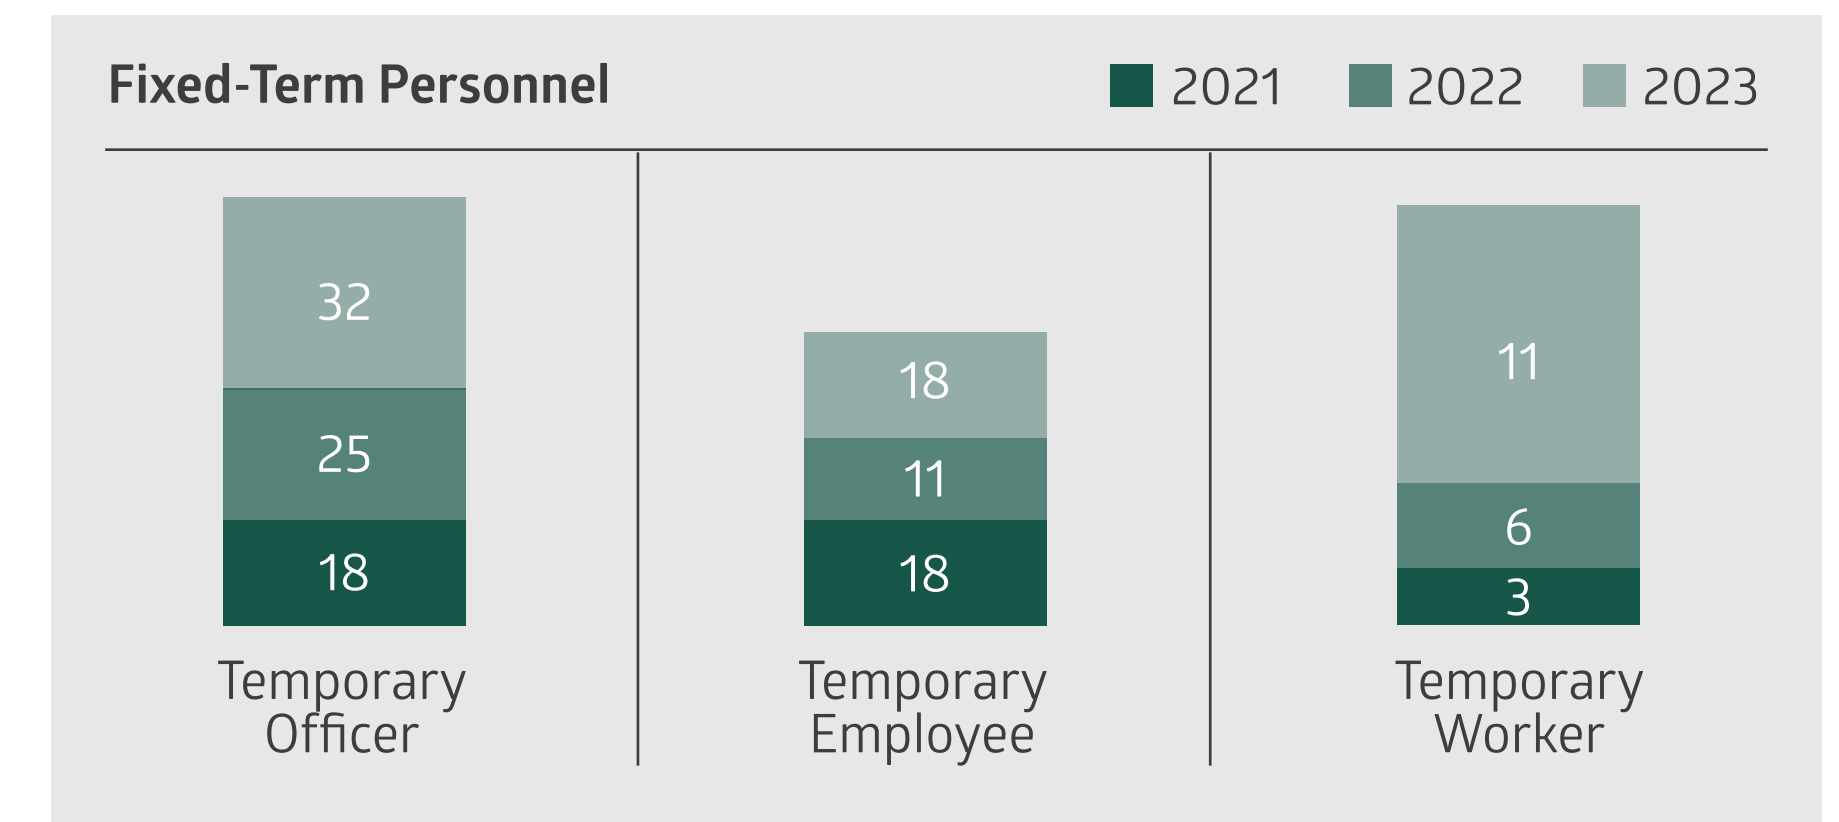 Fixed-Term Personnel
2021
2022
2023
32
25
18
Temporary
Officer
18
11
18
Temporary
Employee
11
6
3
Temporary
Worker